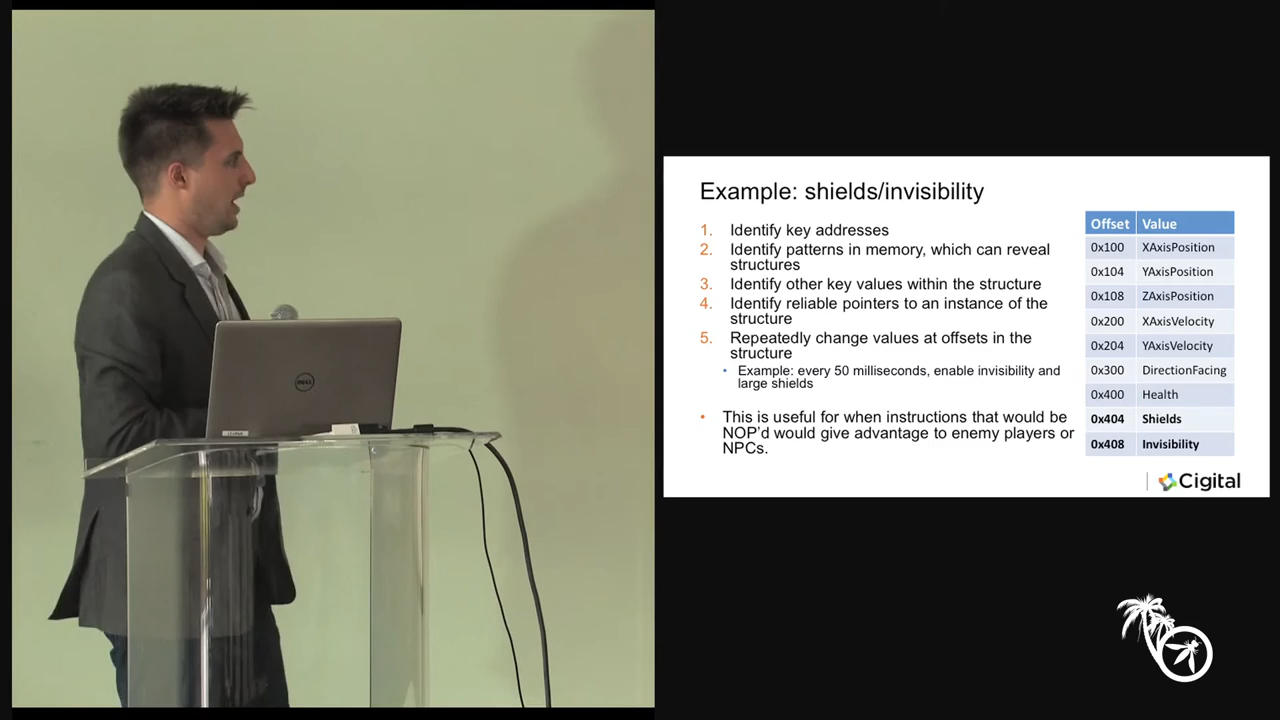 Example: shields/invisibility
1. Identify key addresses
2. Identify patterns in memory, which can reveal
structures
3. Identify other key values within the structure
4. Identify reliable pointers to an instance of the
structure
5. Repeatedly change values at offsets in the
structure
• Example: every 50 milliseconds, enable invisibility and
large shields
• This is useful for when instructions that would be
NOP'd would give advantage to enemy players or
NPCs.
Offset Value
0x100 XAxisPosition
0x104 YAxisPosition
0x108 ZAxisPosition
0x200 XAxisVelocity
0x204 YAxisVelocity
0x300 DirectionFacing
0x400 Health
0x404 Shields
0x408 Invisibility
Cigital
DELL